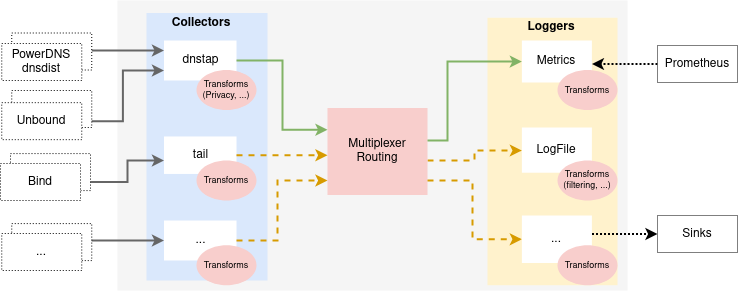 Collectors
Loggers
PowerDNS
dnsdist
Unbound
Bind
...
dnstap
Transforms
(Privacy, ...)
tail
Transforms
...
Transforms
Multiplexer
Routing
Metrics
Transforms
LogFile
Transforms
(filtering, ...)
...
Transforms
Prometheus
Sinks